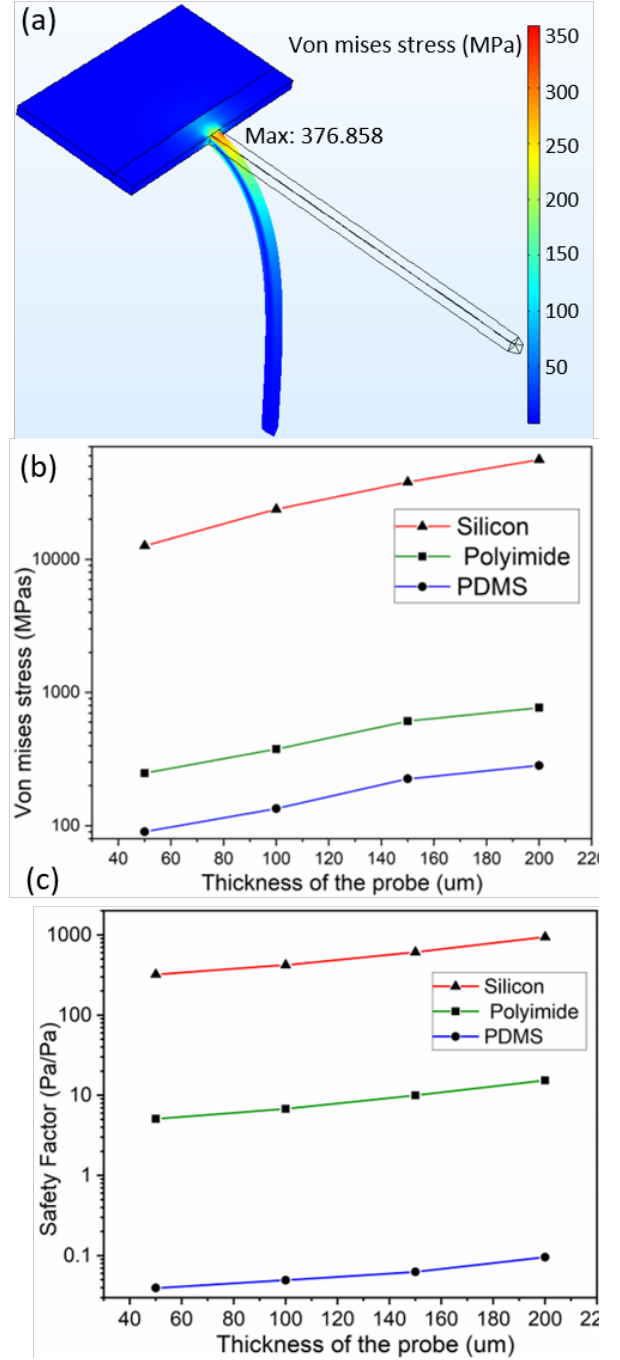 (a)
Von mises stress (MPa)
Max: 376.858
350
300
250
200
150
100
50
(b)
Von mises stress (MPas)
10000
1000
100
Silicon
Polyimide
PDMS
40 60 80 100 120 140 160 180 200 220
Thickness of the probe (um)
(c)
Safety Factor (Pa/Pa)
1000
100
10
1
0.1
Silicon
Polyimide
PDMS
40 60 80 100 120 140 160 180 200
Thickness of the probe (um)